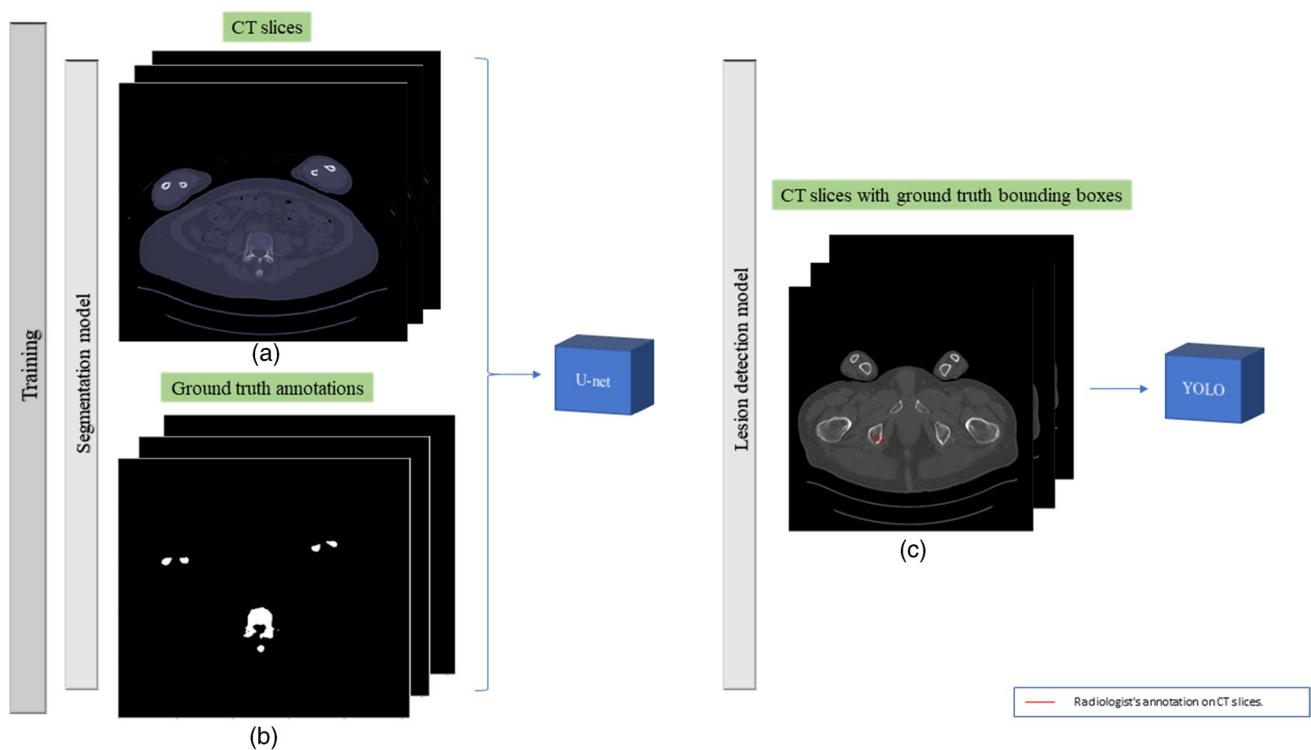 Training
Segmentation model
CT slices
(a)
Ground truth annotations
(b)
U-net
Lesion detection model
CT slices with ground truth bounding boxes
(c)
YOLO
Radiologist's annotation on CT slices.